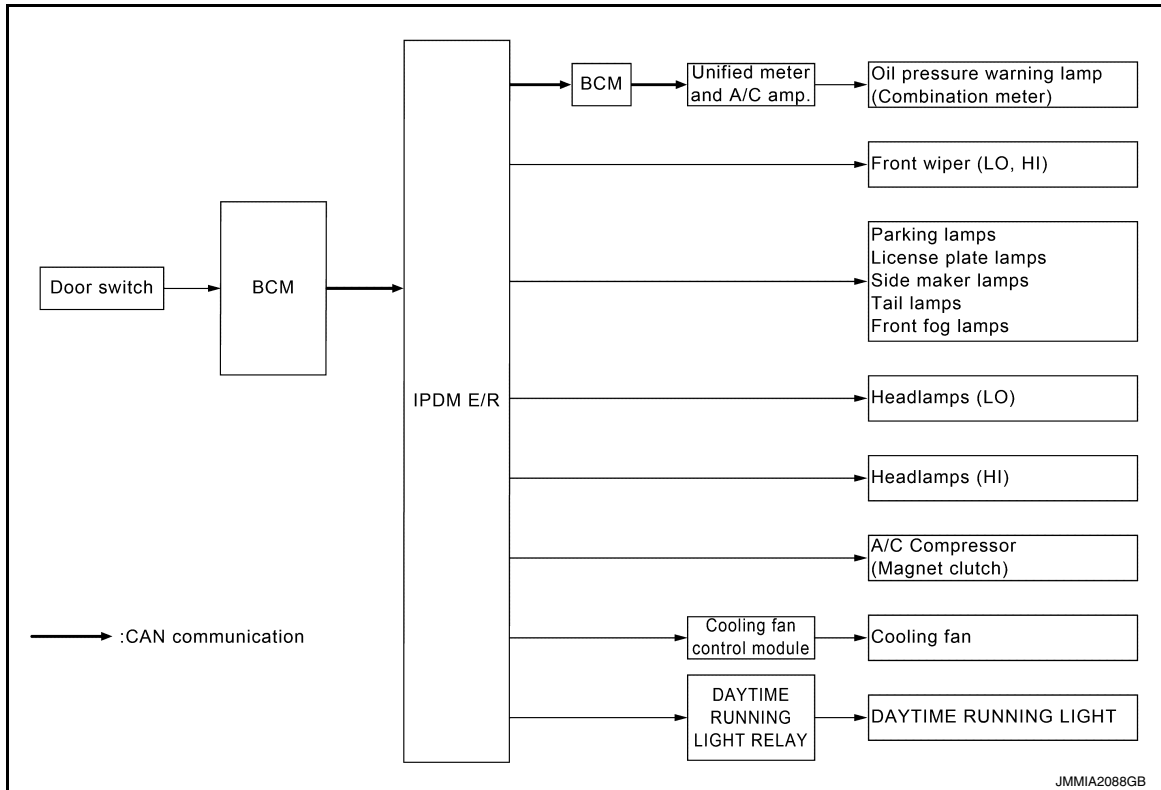 Door switch
BCM
IPDM E/R
BCM
Unified meter
and A/C amp.
Oil pressure warning lamp
(Combination meter)
Front wiper (LO, HI)
Parking lamps
License plate lamps
Side maker lamps
Tail lamps
Front fog lamps
Headlamps (LO)
Headlamps (HI)
A/C Compressor
(Magnet clutch)
Cooling fan
control module
Cooling fan
DAYTIME
RUNNING
LIGHT RELAY
DAYTIME RUNNING LIGHT
:CAN communication
JMMIA2088GB